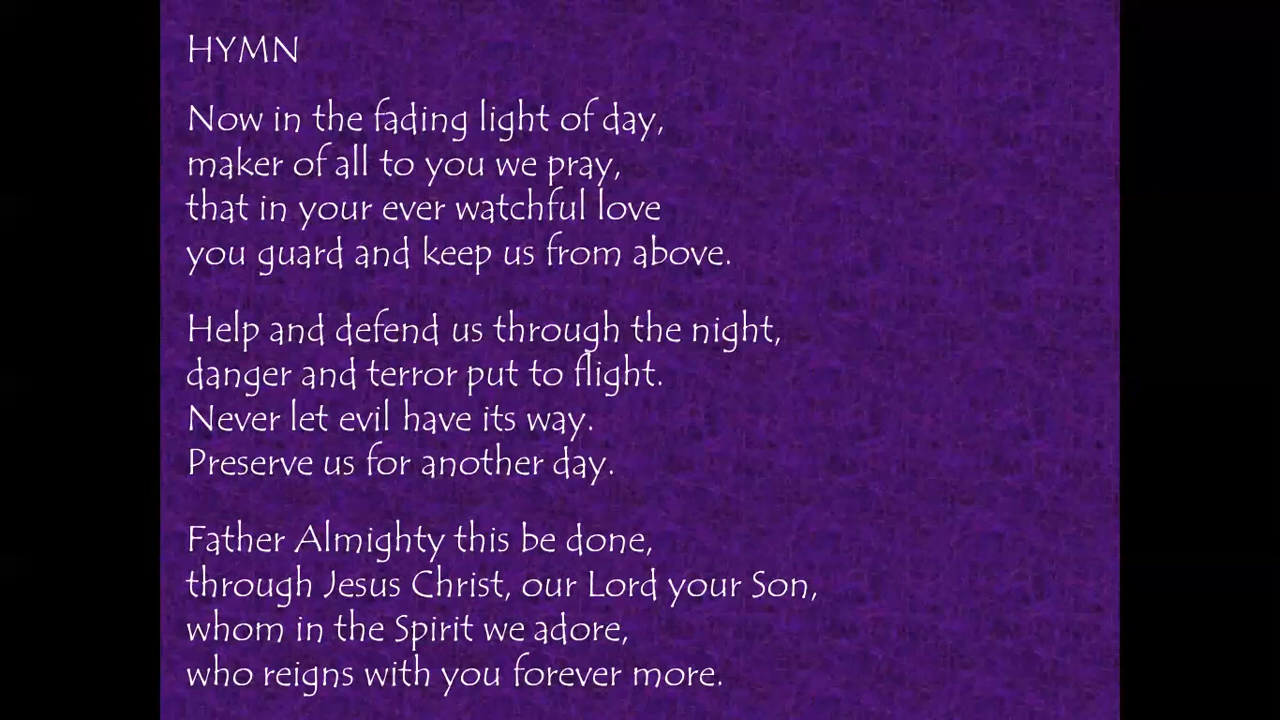 HYMN
Now in the fading light of day,
maker of all to you we pray,
that in your ever watchful love
you guard and keep us from above.
Help and defend us through the night,
danger and terror put to flight.
Never let evil have its way.
Preserve us for another day.
Father Almighty this be done,
through Jesus Christ, our Lord your Son,
whom in the Spirit we adore,
who reigns with you forever more.